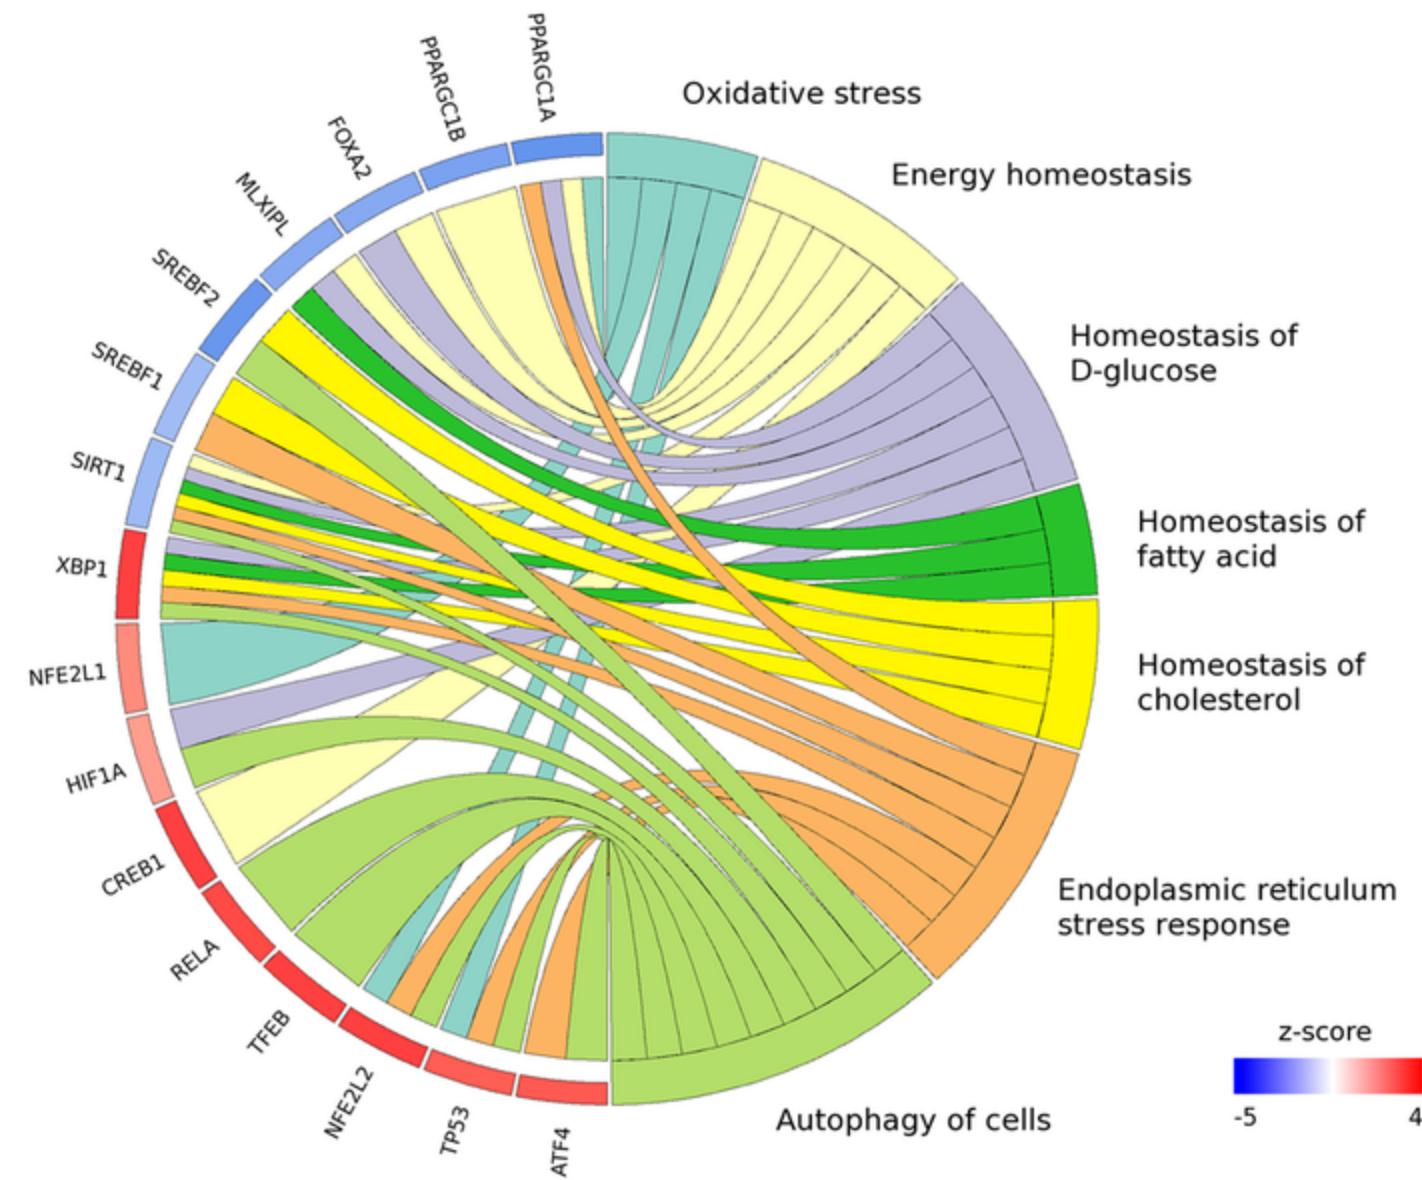 PPARGC1A
PPARGC1B
FOXA2
MLXIPL
SREBF2
SREBF1
SIRT1
XBP1
NFE2L1
HIF1A
CREB1
RELA
TFEB
NFE2L2
TP53
ATF4
Oxidative stress
Energy homeostasis
Homeostasis of
D-glucose
Homeostasis of
fatty acid
Homeostasis of
cholesterol
Endoplasmic reticulum
stress response
Autophagy of cells
z-score
-5 4